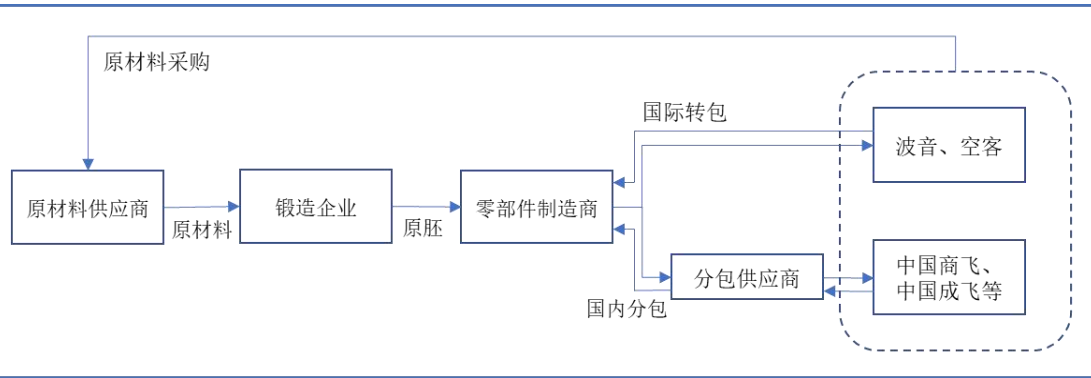 原材料采购
国际转包
波音、空客
原材料供应商
原材料
锻造企业
原胚
零部件制造商
国内分包
分包供应商
中国商飞、
中国成飞等